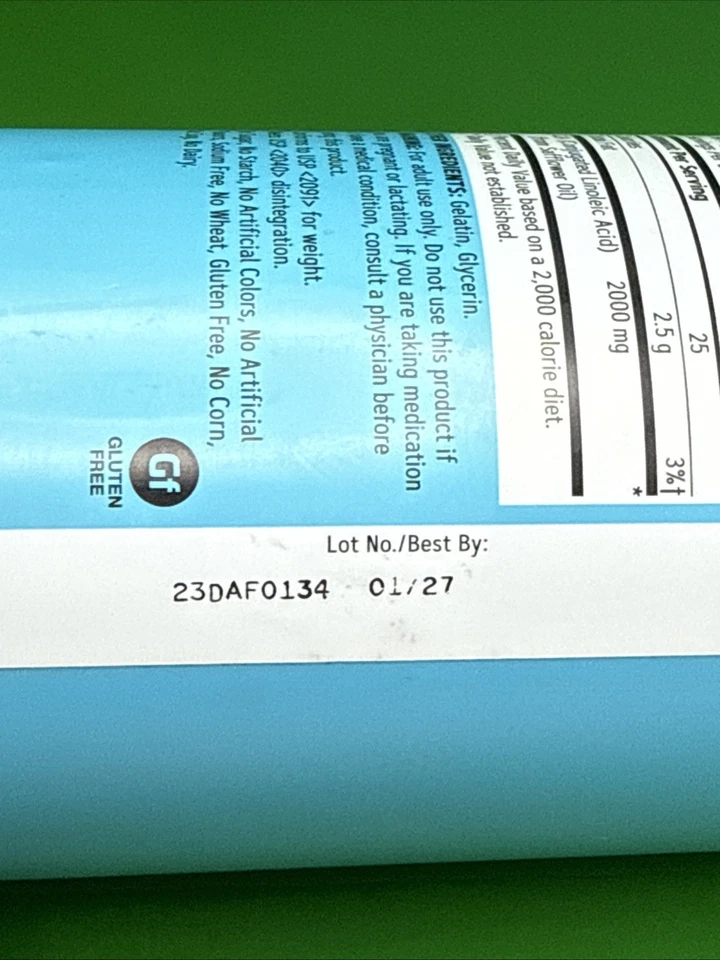 per Serving
25
2.5 g 3%†
Conjugated Linoleic Acid) 2000 mg *
Safflower Oil)
Daily Value based on a 2,000 calorie diet.
Value not established.
INGREDIENTS: Gelatin, Glycerin.
For adult use only. Do not use this product if
pregnant or lactating. If you are taking medication
a medical condition, consult a physician before
this product.
to USP <2091> for weight.
USP <2040> disintegration.
No Starch, No Artificial Colors, No Artificial
Sodium Free, No Wheat, Gluten Free, No Corn,
Dairy.
Gf
GLUTEN
FREE
Lot No./Best By:
23DAF0134 01/27